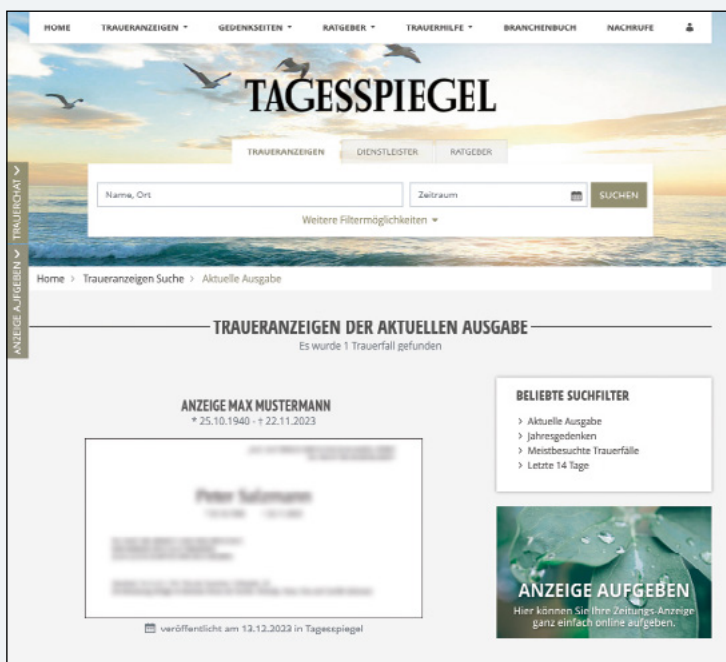 HOME TRAUERANZEIGEN GEDENKSEITEN RATGEBER TRAUERHILFE BRANCHENBUCH NACHRUFE
TAGESSPIEGEL
TRAUERANZEIGEN DIENSTLEISTER RATGEBER
Name, Ort Zeitraum SUCHEN
Weitere Filtermöglichkeiten
TRAUERCHAT
ANZEIGE AUFGEBEN
Home > Traueranzeigen Suche > Aktuelle Ausgabe
TRAUERANZEIGEN DER AKTUELLEN AUSGABE
Es wurde 1 Trauerfall gefunden
ANZEIGE MAX MUSTERMANN
* 25.10.1940 - † 22.11.2023
veröffentlicht am 13.12.2023 in Tagesspiegel
BELIEBTE SUCHFILTER
> Aktuelle Ausgabe
> Jahresgedenken
> Meistbesuchte Trauerfälle
> Letzte 14 Tage
ANZEIGE AUFGEBEN
Hier können Sie Ihre Zeitungs-Anzeige
ganz einfach online aufgeben.